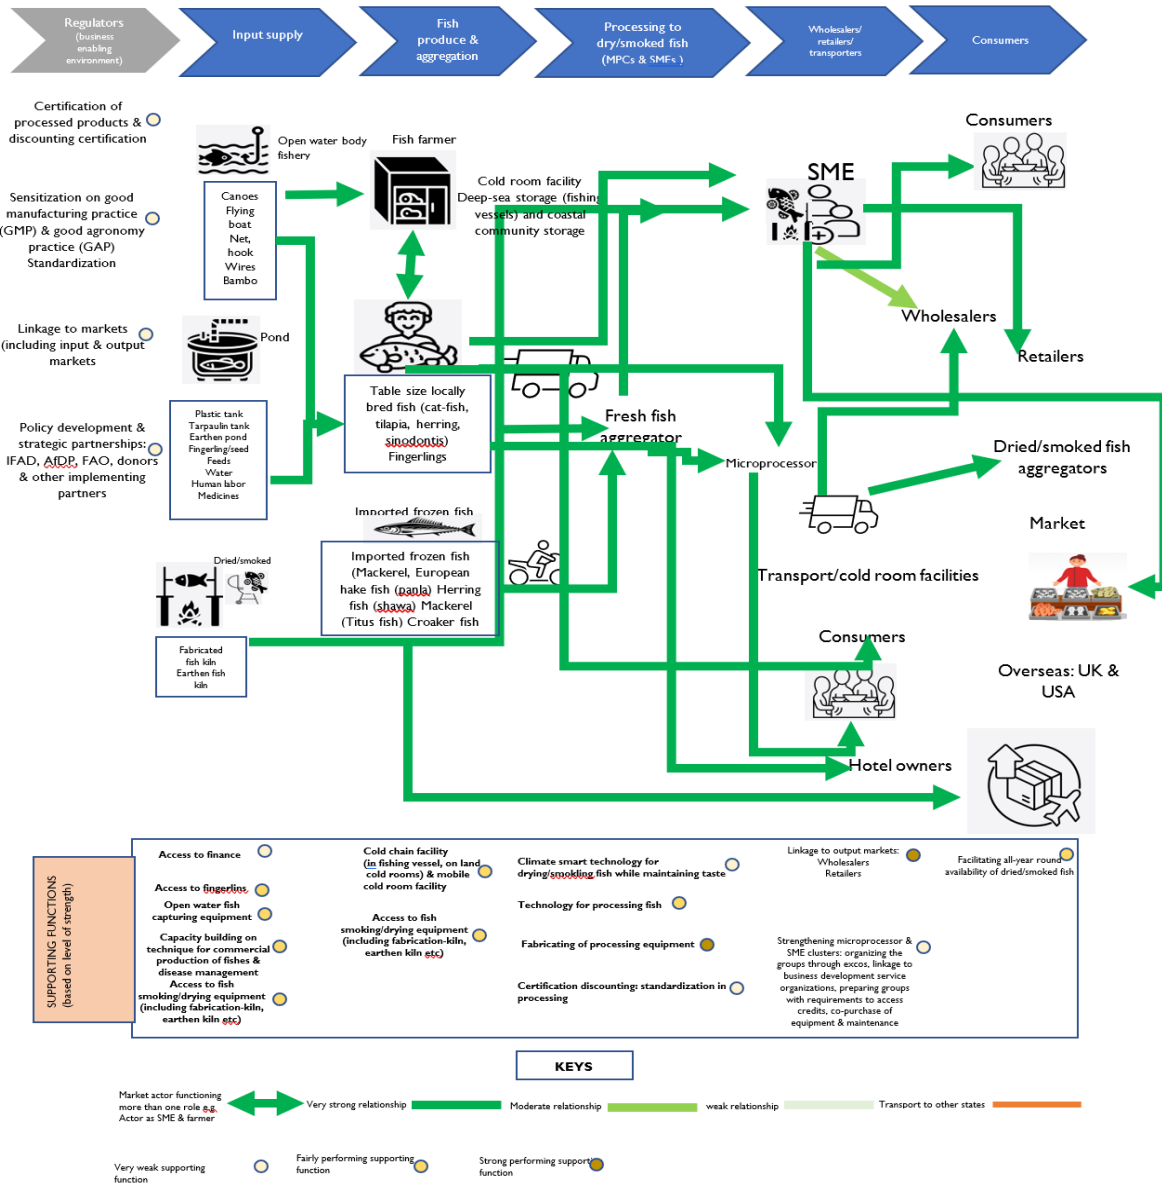 Regulators
(business
enabling
environment)
Input supply
Fish
produce &
aggregation
Processing to
dry/smoked fish
(MPCs & SMEs )
Wholesalers/
retailers/
transporters
Consumers
Certification of
processed products &
discounting certification
Sensitization on good
manufacturing practice
(GMP) & good agronomy
practice (GAP)
Standardization
Linkage to markets
(including input & output
markets
Policy development &
strategic partnerships:
IFAD, AfDP, FAO, donors
& other implementing
partners
Open water body
fishery
Canoes
Flying
boat
Net,
hook
Wires
Bambo
Pond
Plastic tank
Tarpaulin tank
Earthen pond
Fingerling/seed
Feeds
Water
Human labor
Medicines
Dried/smoked
Fabricated
fish kiln
Earthen fish
kiln
Fish farmer
Cold room facility
Deep-sea storage (fishing
vessels) and coastal
community storage
Table size locally
bred fish (cat-fish,
tilapia, herring,
sinodontis)
Fingerlings
Imported frozen fish
Imported frozen fish
(Mackerel, European
hake fish (panla) Herring
fish (shawa) Mackerel
(Titus fish) Croaker fish
Fresh fish
aggregator
Microprocessor
SME
Consumers
Wholesalers
Retailers
Dried/smoked fish
aggregators
Market
Transport/cold room facilities
Consumers
Overseas: UK &
USA
Hotel owners
SUPPORTING FUNCTIONS
(based on level of strength)
Access to finance
Access to fingerlins
Open water fish
capturing equipment
Capacity building on
technique for commercial
production of fishes &
disease management
Access to fish
smoking/drying equipment
(including fabrication-kiln,
earthen kiln etc)
Cold chain facility
(in fishing vessel, on land
cold rooms) & mobile
cold room facility
Access to fish
smoking/drying equipment
(including fabrication-kiln,
earthen kiln etc)
Climate smart technology for
drying/smokling fish while maintaining taste
Technology for processing fish
Fabricating of processing equipment
Certification discounting: standardization in
processing
Linkage to output markets:
Wholesalers
Retailers
Strengthening microprocessor &
SME clusters: organizing the
groups through excos, linkage to
business development service
organizations, preparing groups
with requirements to access
credits, co-purchase of
equipment & maintenance
Facilitating all-year round
availability of dried/smoked fish
KEYS
Market actor functioning
more than one role e.g.
Actor as SME & farmer
Very strong relationship
Moderate relationship
weak relationship
Transport to other states
Very weak supporting
function
Fairly performing supporting
function
Strong performing supporti
function